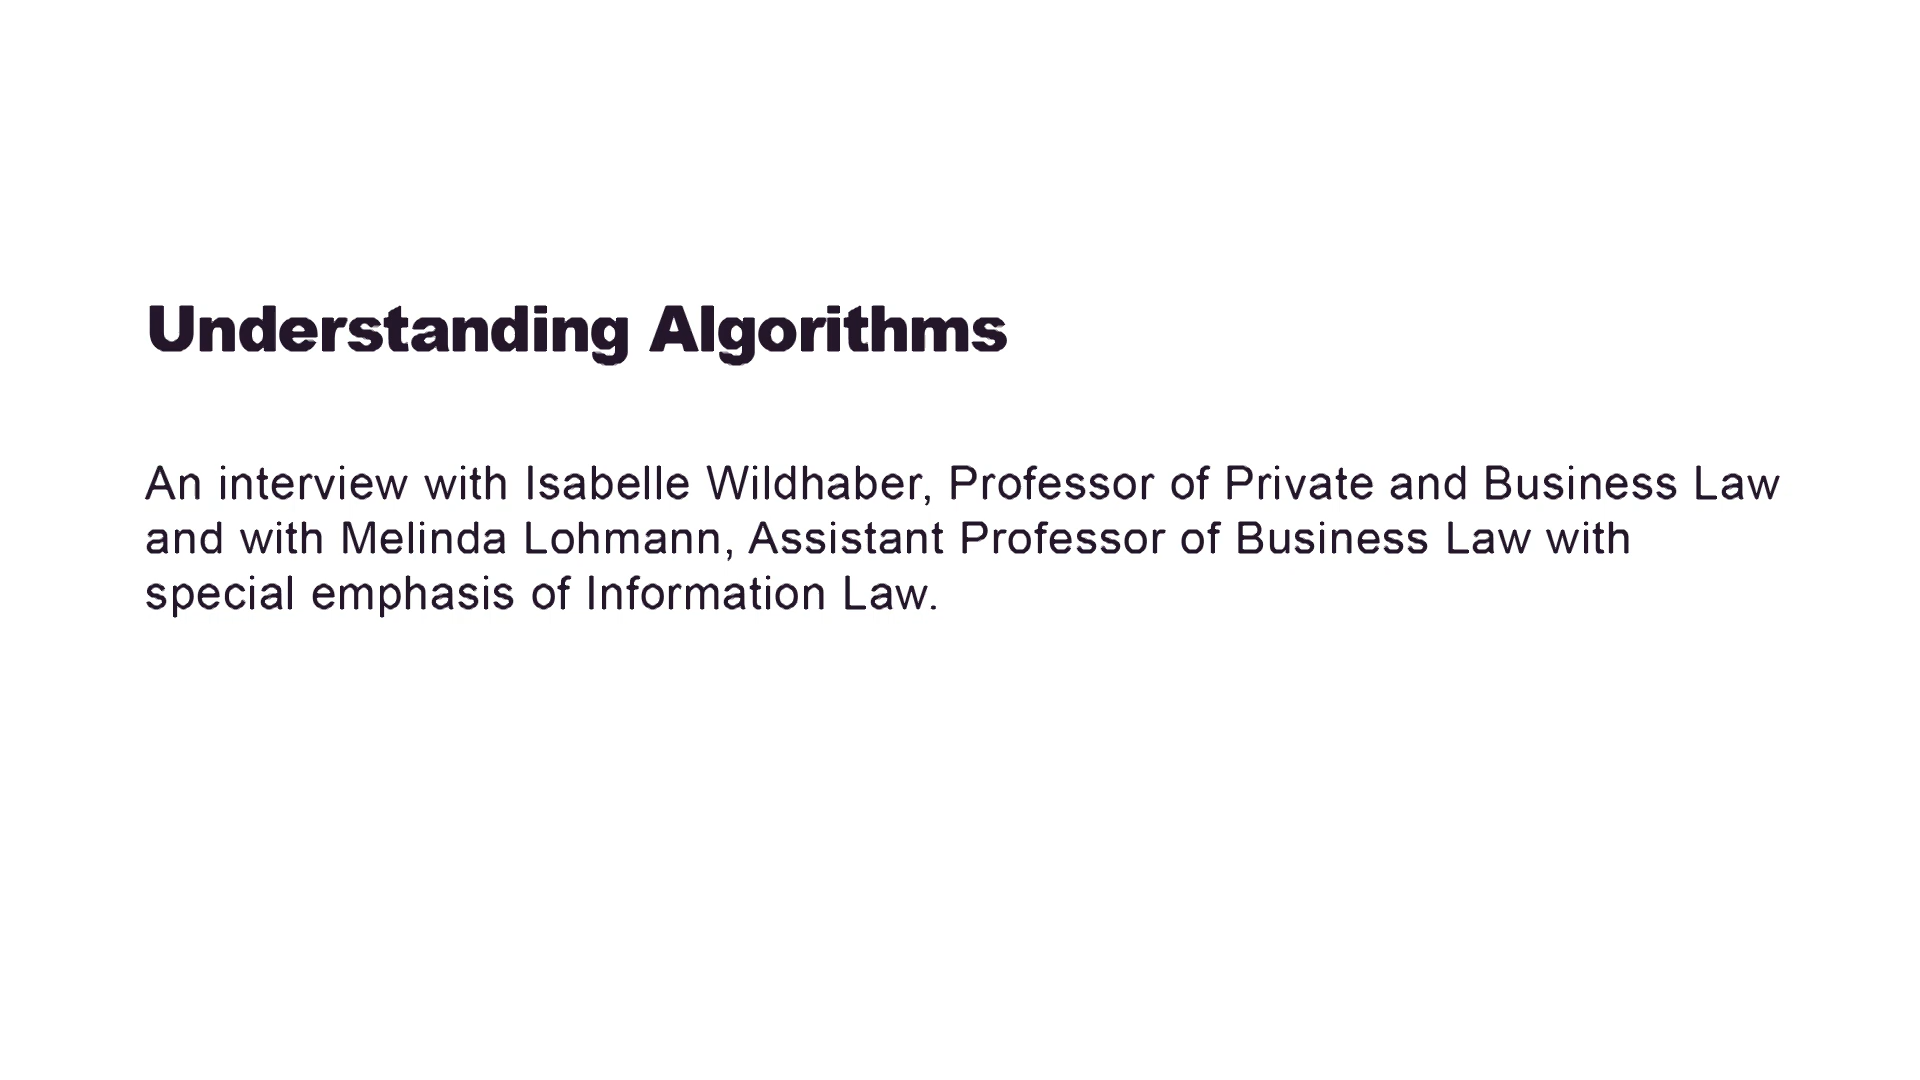 Understanding Algorithms
An interview with Isabelle Wildhaber, Professor of Private and Business Law
and with Melinda Lohmann, Assistant Professor of Business Law with
special emphasis of Information Law.